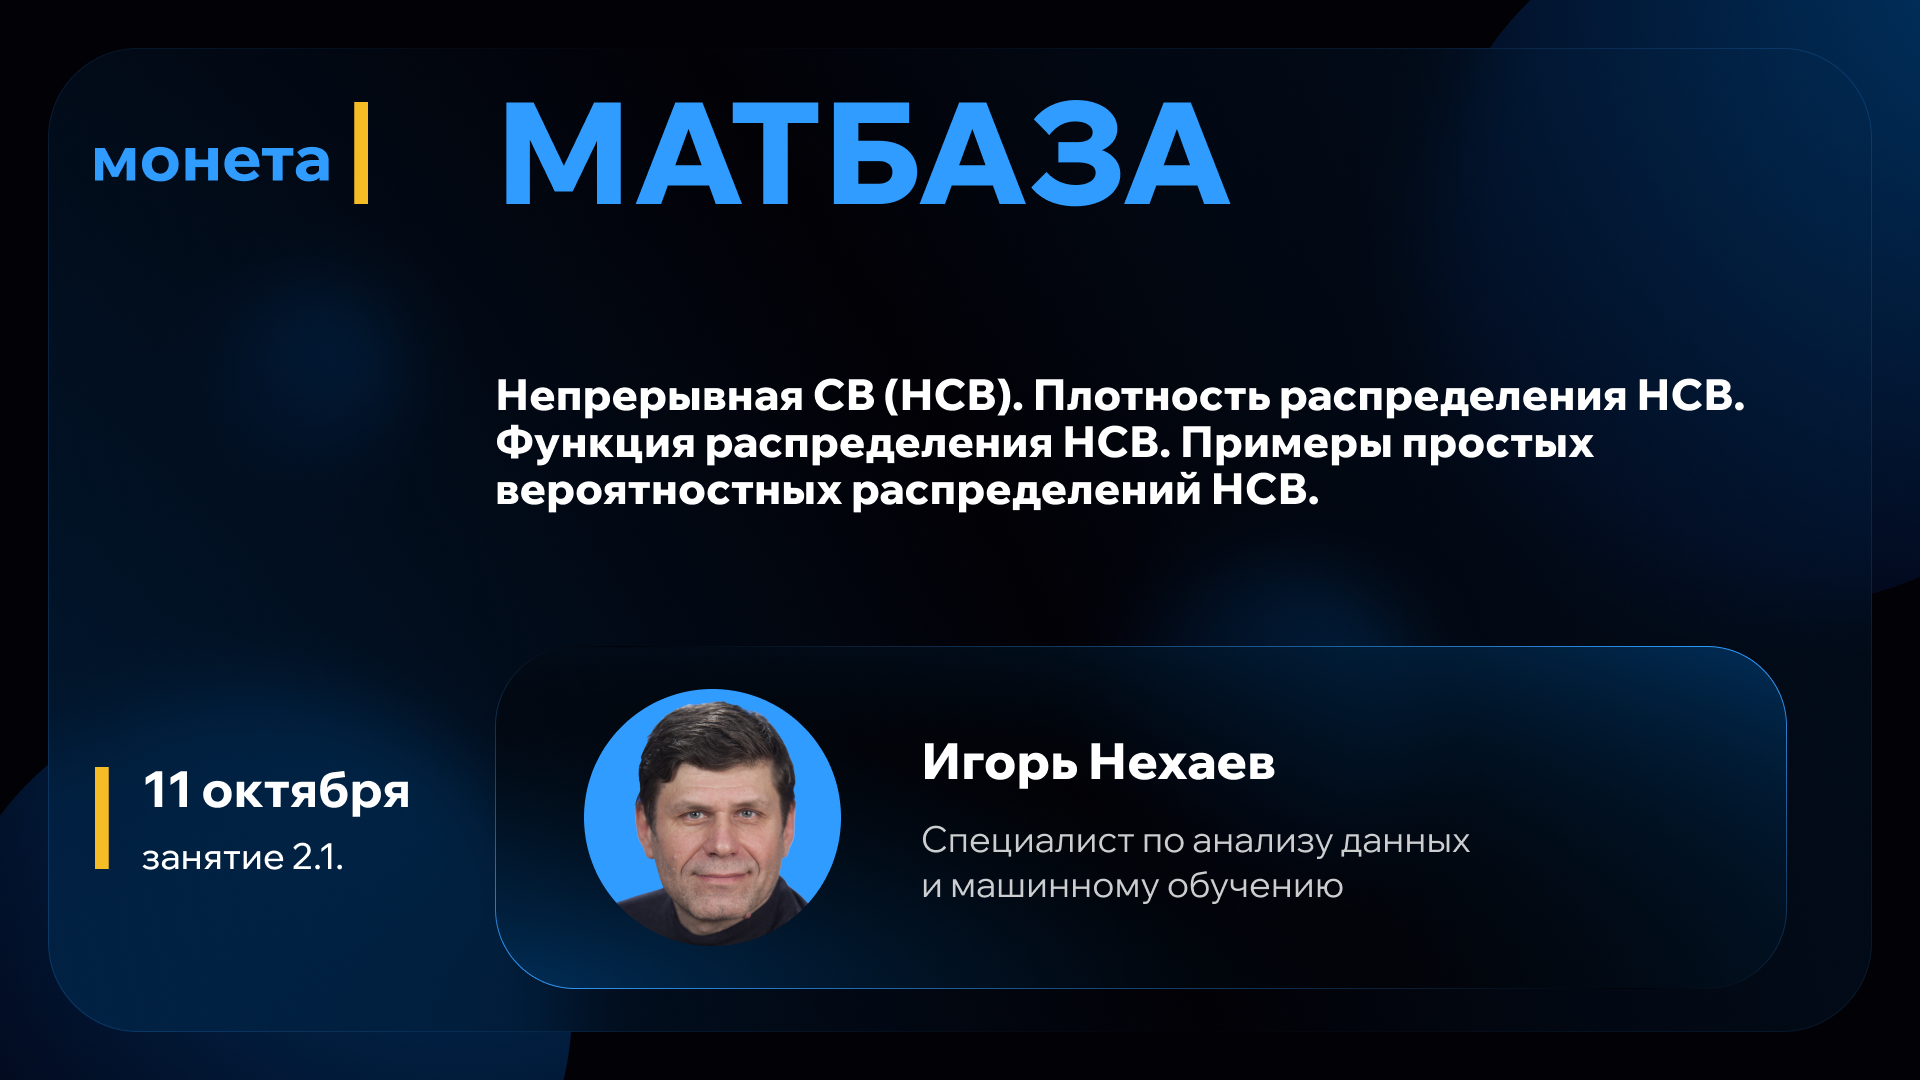 монета
МАТБАЗА
Непрерывная СВ (НСВ). Плотность распределения НСВ.
Функция распределения НСВ. Примеры простых
вероятностных распределений НСВ.
11 октября
занятие 2.1.
Игорь Нехаев
Специалист по анализу данных
и машинному обучению